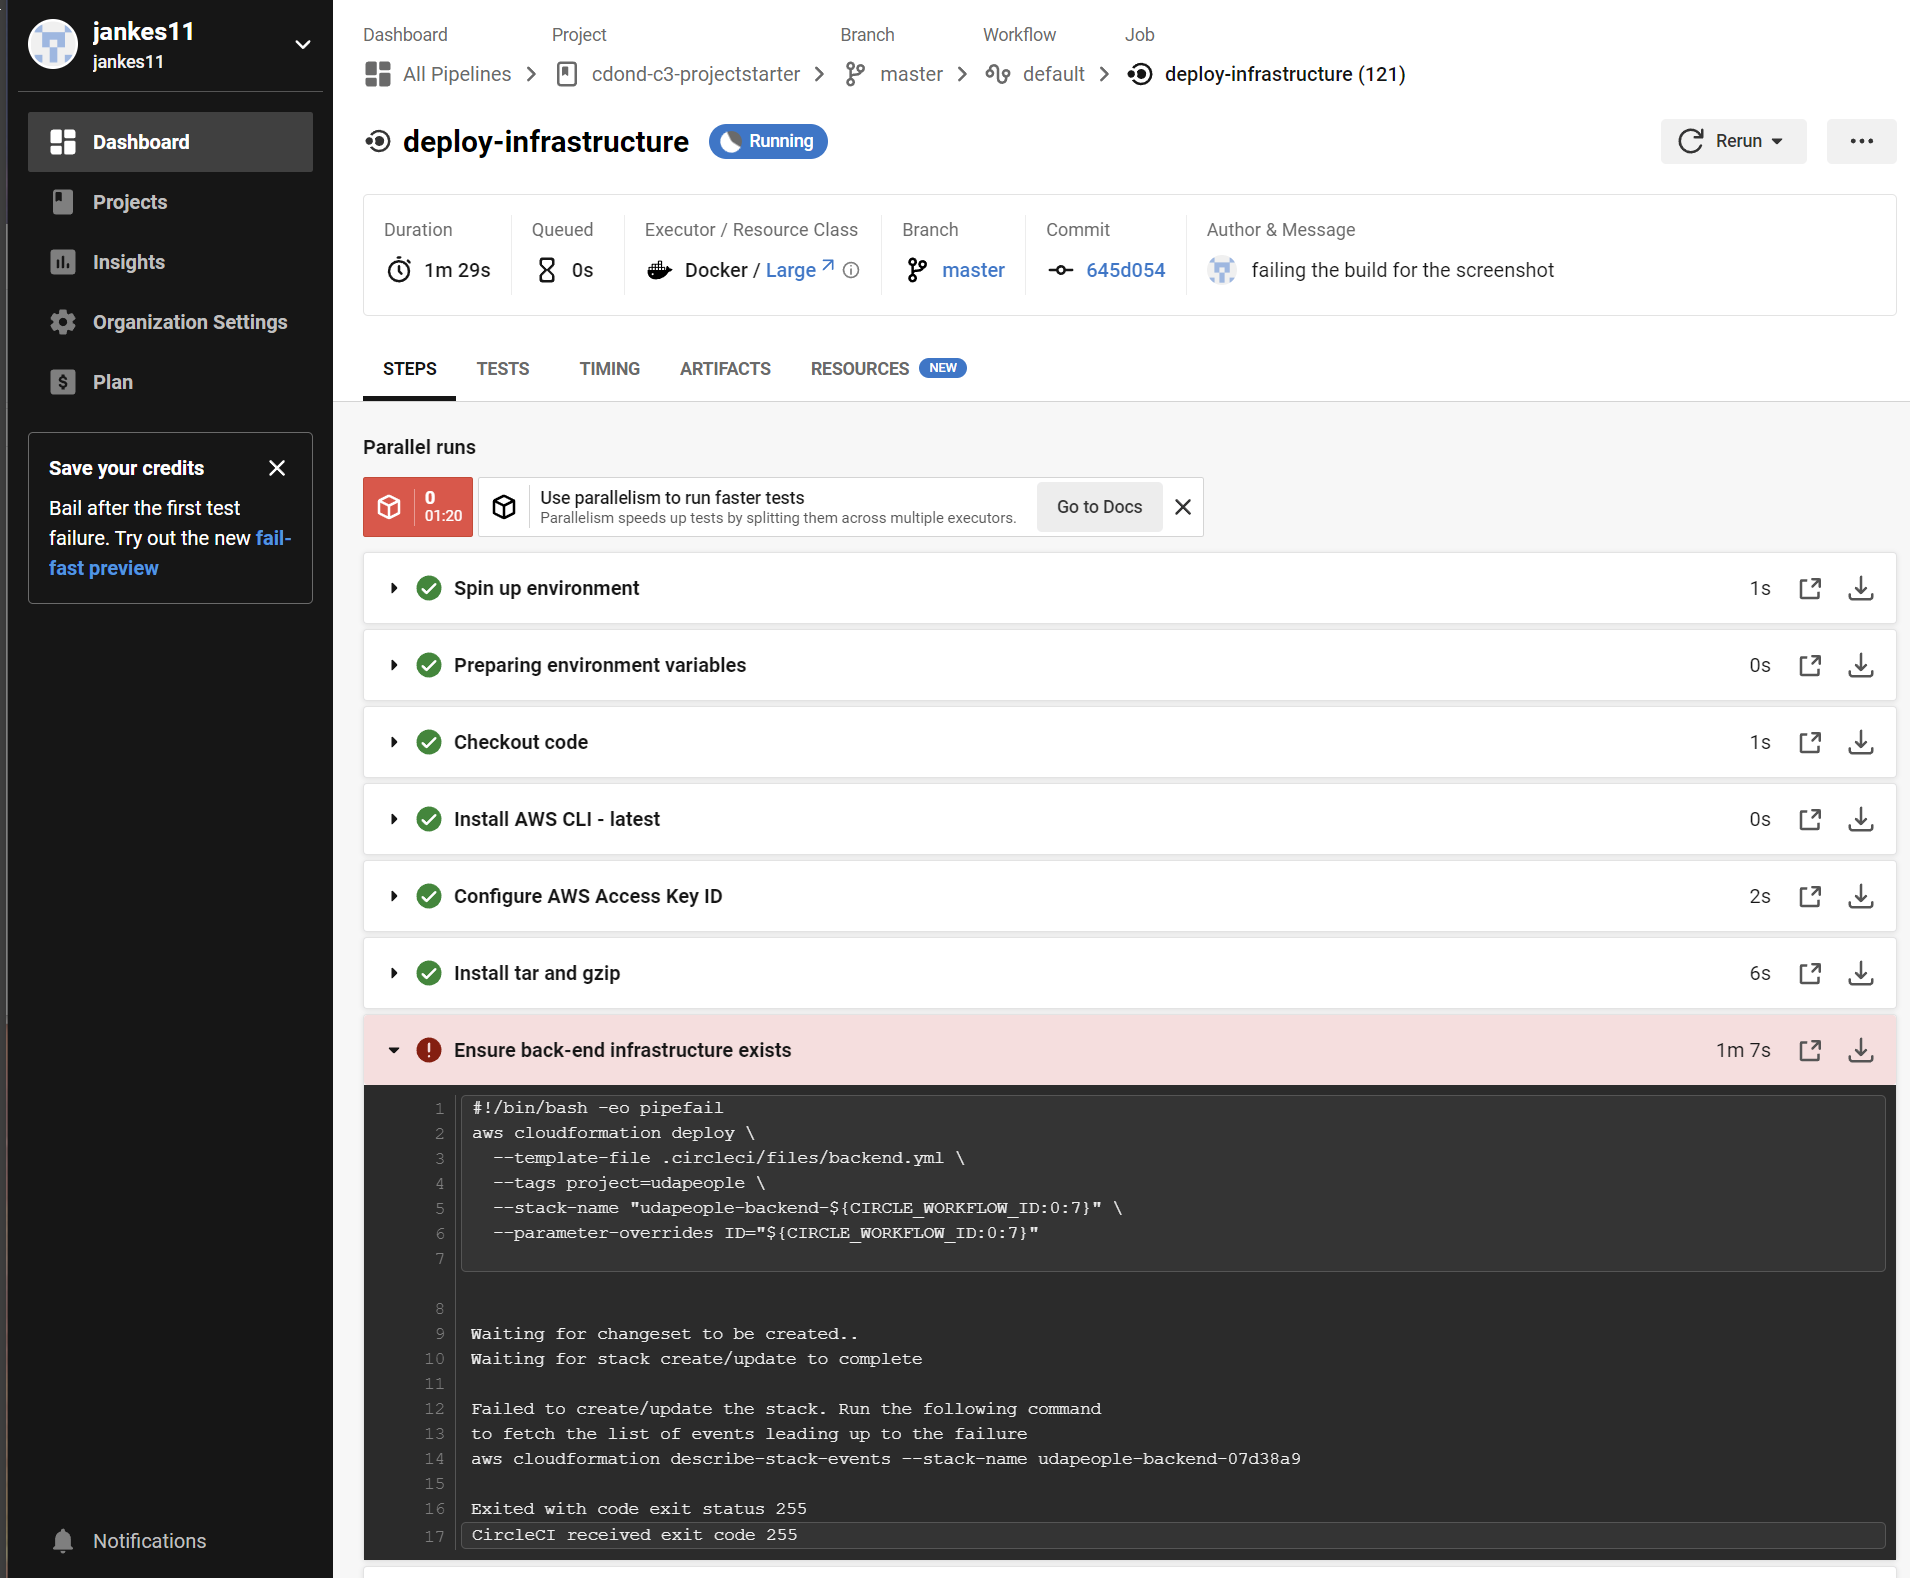 jankes11
jankes11
Dashboard
Projects
Insights
Organization Settings
Plan
Save your credits
Bail after the first test
failure. Try out the new fail-
fast preview
Notifications
Dashboard Project Branch Workflow Job
All Pipelines cdond-c3-projectstarter master default deploy-infrastructure (121)
deploy-infrastructure Running Rerun
Duration Queued Executor / Resource Class Branch Commit Author & Message
1m 29s 0s Docker / Large master 645d054 failing the build for the screenshot
STEPS TESTS TIMING ARTIFACTS RESOURCES NEW
Parallel runs
0
01:20
Use parallelism to run faster tests
Parallelism speeds up tests by splitting them across multiple executors.
Go to Docs
Spin up environment 1s
Preparing environment variables 0s
Checkout code 1s
Install AWS CLI - latest 0s
Configure AWS Access Key ID 2s
Install tar and gzip 6s
Ensure back-end infrastructure exists 1m 7s
1 #!/bin/bash -eo pipefail
2 aws cloudformation deploy \
3 --template-file .circleci/files/backend.yml \
4 --tags project=udapeople \
5 --stack-name "udapeople-backend-${CIRCLE_WORKFLOW_ID:0:7}" \
6 --parameter-overrides ID="${CIRCLE_WORKFLOW_ID:0:7}"
7
8
9 Waiting for changeset to be created..
10 Waiting for stack create/update to complete
11
12 Failed to create/update the stack. Run the following command
13 to fetch the list of events leading up to the failure
14 aws cloudformation describe-stack-events --stack-name udapeople-backend-07d38a9
15
16 Exited with code exit status 255
17 CircleCI received exit code 255